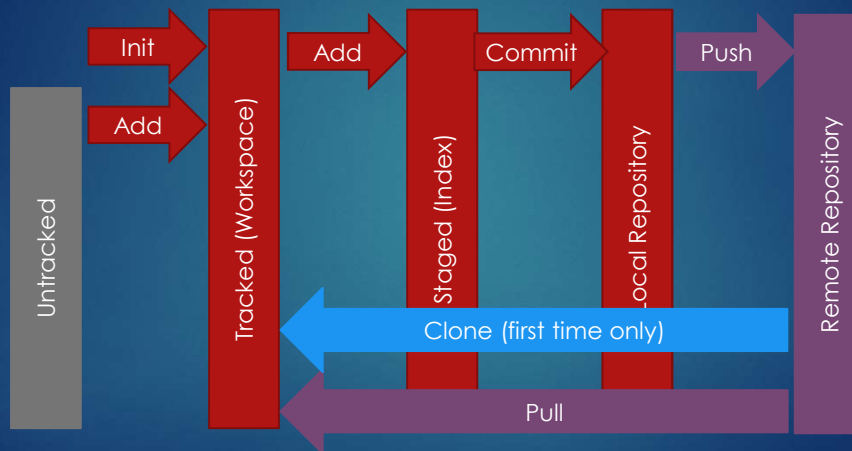 Init
Add
Commit
Push
Add
Untracked
Tracked (Workspace)
Staged (Index)
Local Repository
Remote Repository
Clone (first time only)
Pull